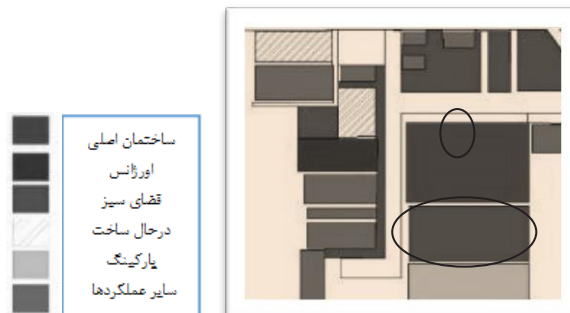 ساختمان اصلی
اورژانس
قضای سبز
درحال ساخت
پارکینگ
سایر عملکردها